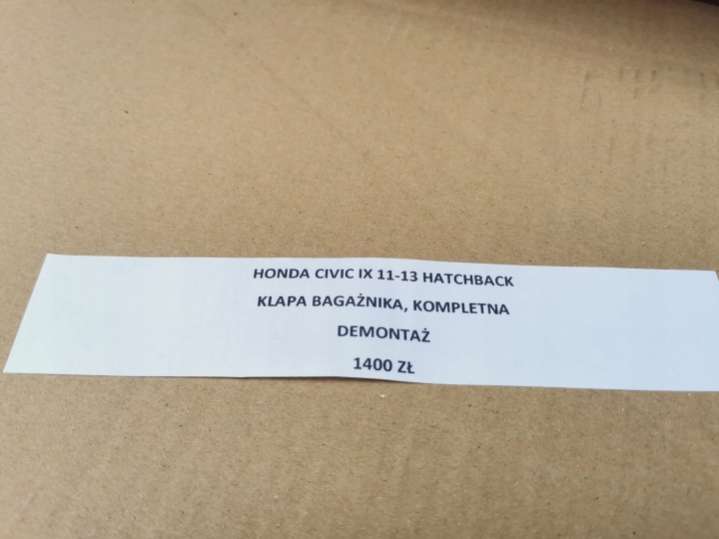 HONDA CIVIC IX 11-13 HATCHBACK
KLAPA BAGAŻNIKA, KOMPLETNA
DEMONTAŻ
1400 ZŁ